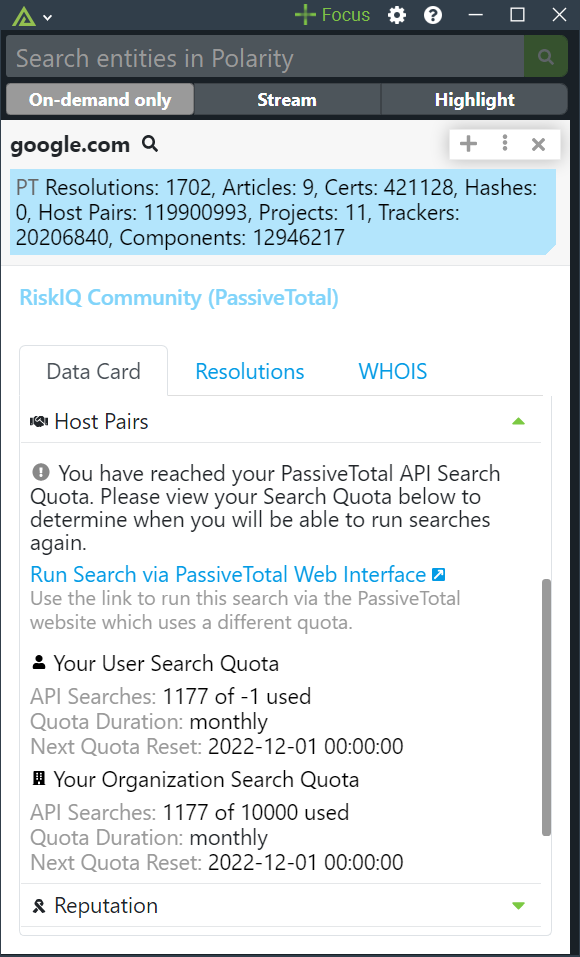 Focus
Search entities in Polarity
On-demand only
Stream
Highlight
google.com
PT Resolutions: 1702, Articles: 9, Certs: 421128, Hashes:
0, Host Pairs: 119900993, Projects: 11, Trackers:
20206840, Components: 12946217
RiskIQ Community (PassiveTotal)
Data Card
Resolutions
WHOIS
Host Pairs
You have reached your PassiveTotal API Search
Quota. Please view your Search Quota below to
determine when you will be able to run searches
again.
Run Search via PassiveTotal Web Interface
Use the link to run this search via the PassiveTotal
website which uses a different quota.
Your User Search Quota
API Searches: 1177 of -1 used
Quota Duration: monthly
Next Quota Reset: 2022-12-01 00:00:00
Your Organization Search Quota
API Searches: 1177 of 10000 used
Quota Duration: monthly
Next Quota Reset: 2022-12-01 00:00:00
Reputation